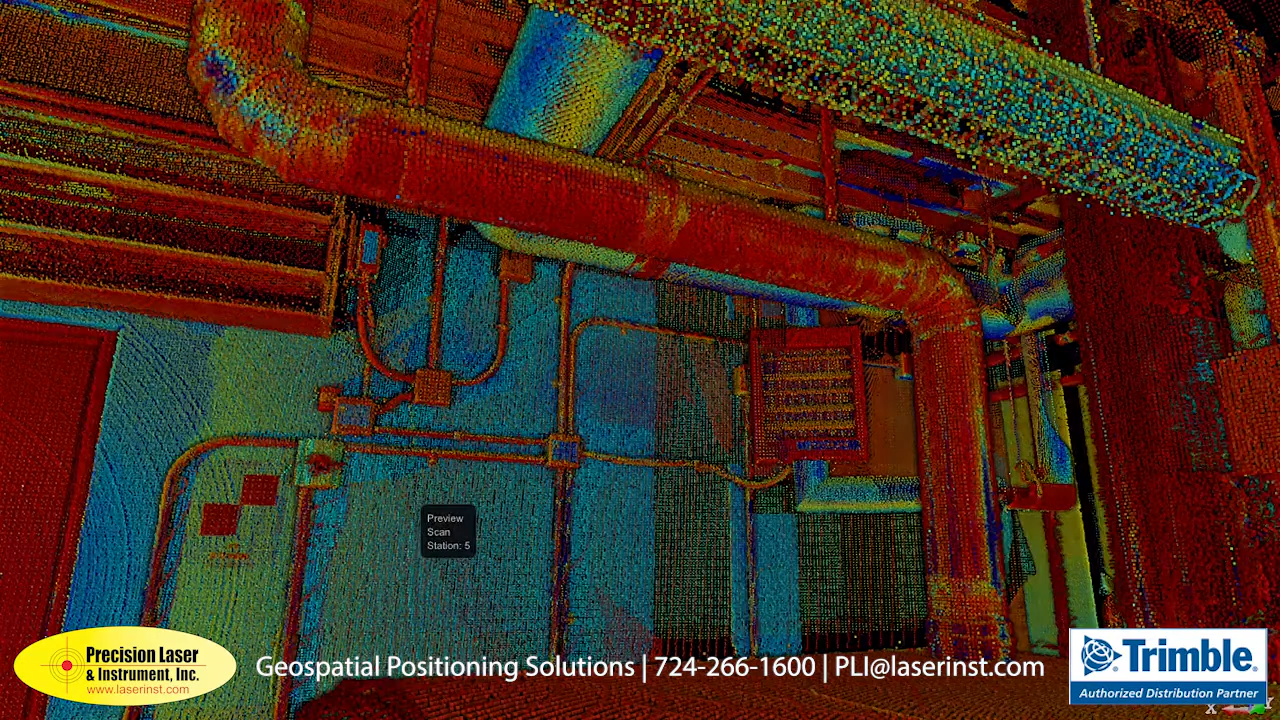 Preview
Scan
Station: 5
Precision Laser
& Instrument, Inc.
www.laserinst.com
Geospatial Positioning Solutions | 724-266-1600 | PLI@laserinst.com
Trimble.
Authorized Distribution Partner
X
Y